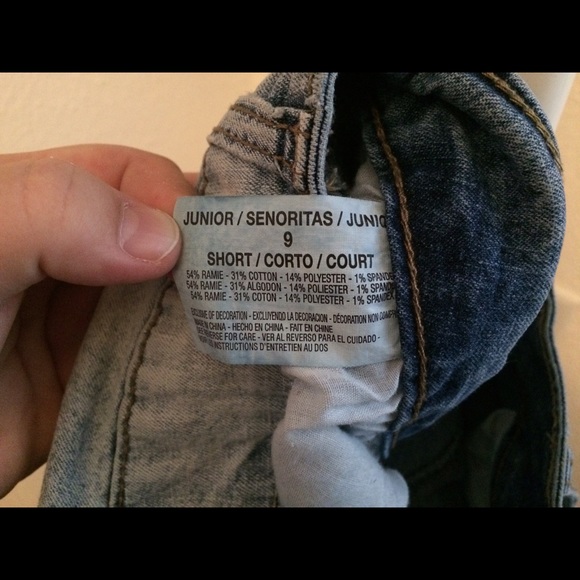 JUNIOR / SENORITAS / JUNIO
9
SHORT / CORTO / COURT
54% RAMIE - 31% COTTON - 14% POLYESTER - 1% SPANDEX
54% RAMIE - 31% ALGODON - 14% POLIESTER - 1% SPANDEX
54% RAMIE - 31% COTON - 14% POLYESTER - 1% SPANDEX
EXCLUSIVE OF DECORATION - EXCLUYENDO LA DECORACION - DÉCORATION NON
MADE IN CHINA - HECHO EN CHINA - FAIT EN CHINE
REVERSE FOR CARE - VER AL REVERSO PARA EL CUIDADO -
INSTRUCTIONS D'ENTRETIEN AU DOS